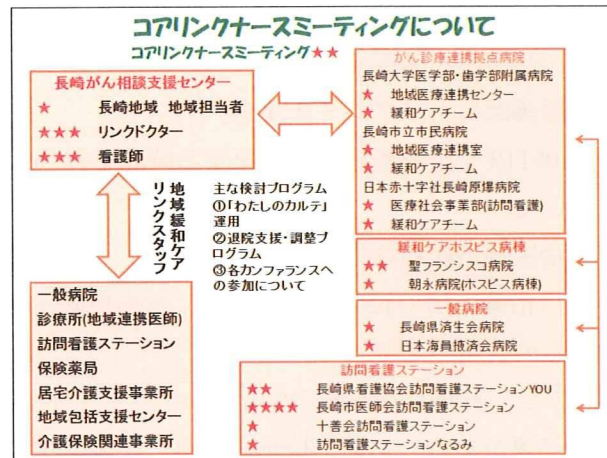 コアリンクナースミーティングについて
コアリンクナースミーティング★★
長崎がん相談支援センター
★ 長崎地域 地域担当者
★★★ リンクドクター
★★★ 看護師
地域緩和ケア
リンクスタッフ
主な検討プログラム
①「わたしのカルテ」
運用
②退院支援・調整プ
ログラム
③各カンファランスへ
の参加について
一般病院
診療所(地域連携医師)
訪問看護ステーション
保険薬局
居宅介護支援事業所
地域包括支援センター
介護保険関連事業所
がん診療連携拠点病院
長崎大学医学部・歯学部附属病院
★ 地域医療連携センター
★ 緩和ケアチーム
長崎市立市民病院
★ 地域医療連携室
★ 緩和ケアチーム
日本赤十字社長崎原爆病院
★ 医療社会事業部(訪問看護)
★ 緩和ケアチーム
緩和ケアホスピス病棟
★★ 聖フランシスコ病院
★ 朝永病院(ホスピス病棟)
一般病院
★ 長崎県済生会病院
★ 日本海員掖済会病院
訪問看護ステーション
★★ 長崎県看護協会訪問看護ステーションYOU
★★★★ 長崎市医師会訪問看護ステーション
★ 十善会訪問看護ステーション
★ 訪問看護ステーションなるみ